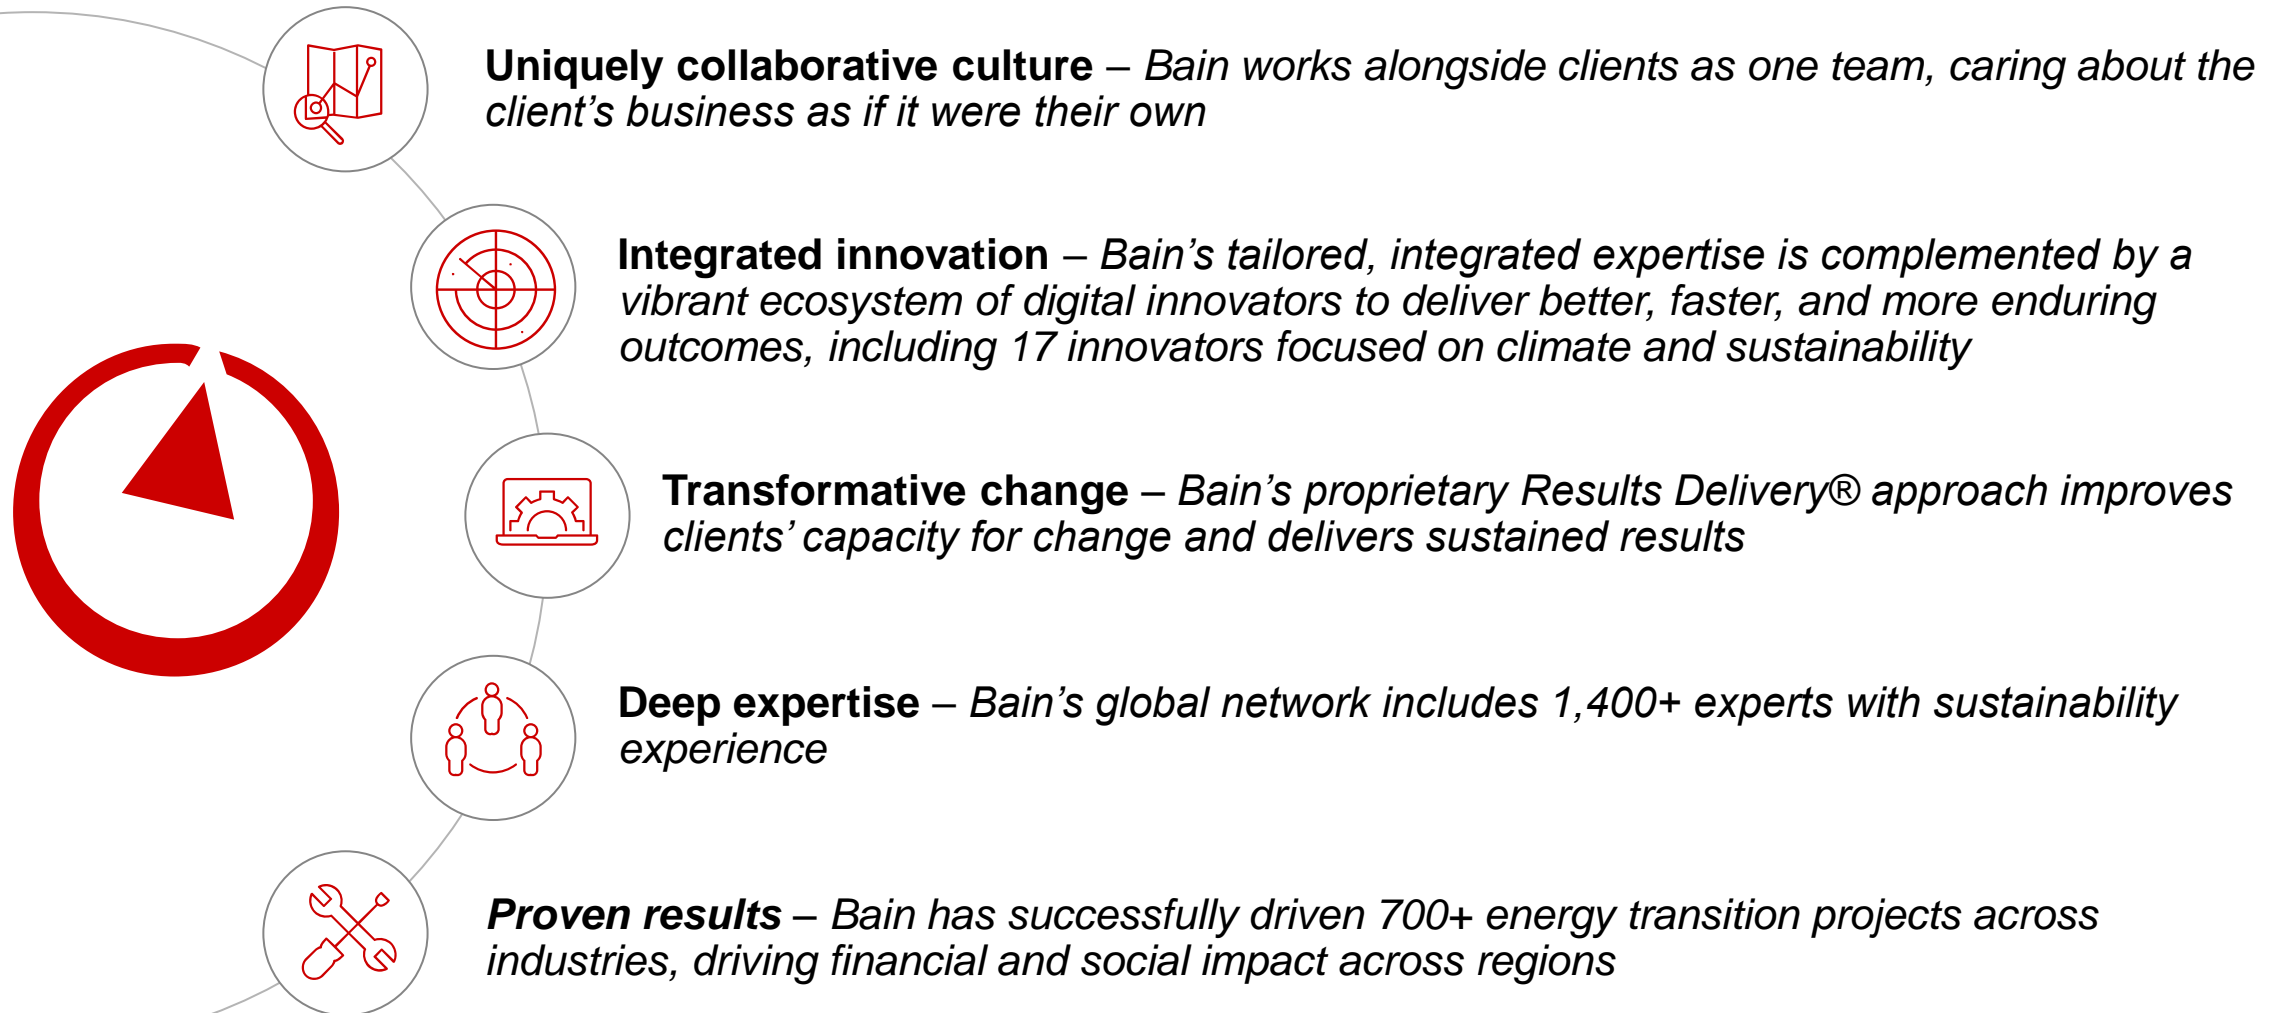 Uniquely collaborative culture – Bain works alongside clients as one team, caring about the
client’s business as if it were their own
Integrated innovation – Bain’s tailored, integrated expertise is complemented by a
vibrant ecosystem of digital innovators to deliver better, faster, and more enduring
outcomes, including 17 innovators focused on climate and sustainability
Transformative change – Bain’s proprietary Results Delivery® approach improves
clients’ capacity for change and delivers sustained results
Deep expertise – Bain’s global network includes 1,400+ experts with sustainability
experience
Proven results – Bain has successfully driven 700+ energy transition projects across
industries, driving financial and social impact across regions